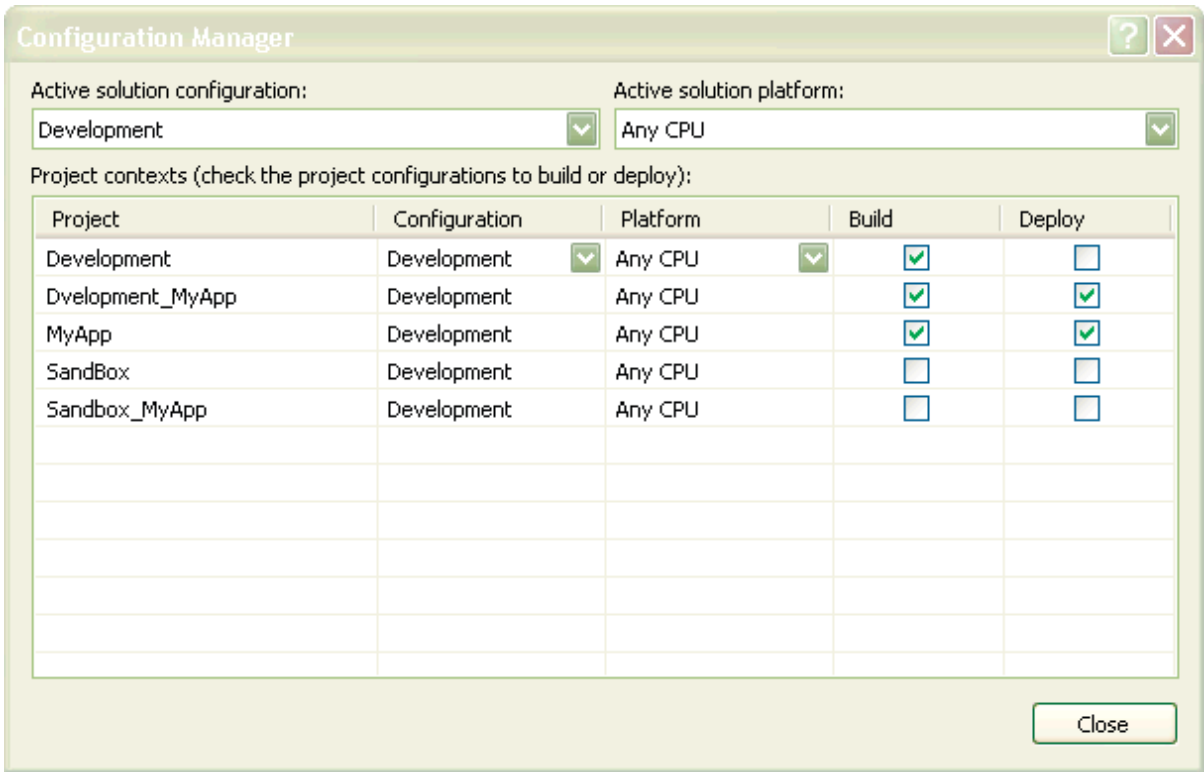 Configuration Manager
Active solution configuration: Active solution platform:
Development Any CPU
Project contexts (check the project configurations to build or deploy):
Project Configuration Platform Build Deploy
Development Development Any CPU
Dvelopment_MyApp Development Any CPU
MyApp Development Any CPU
SandBox Development Any CPU
Sandbox_MyApp Development Any CPU
Close